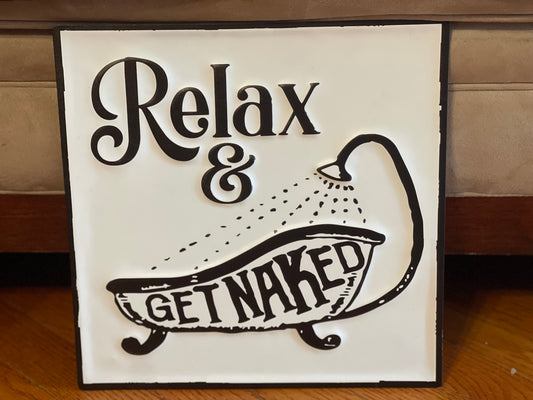 Relax
&
GET NAKED